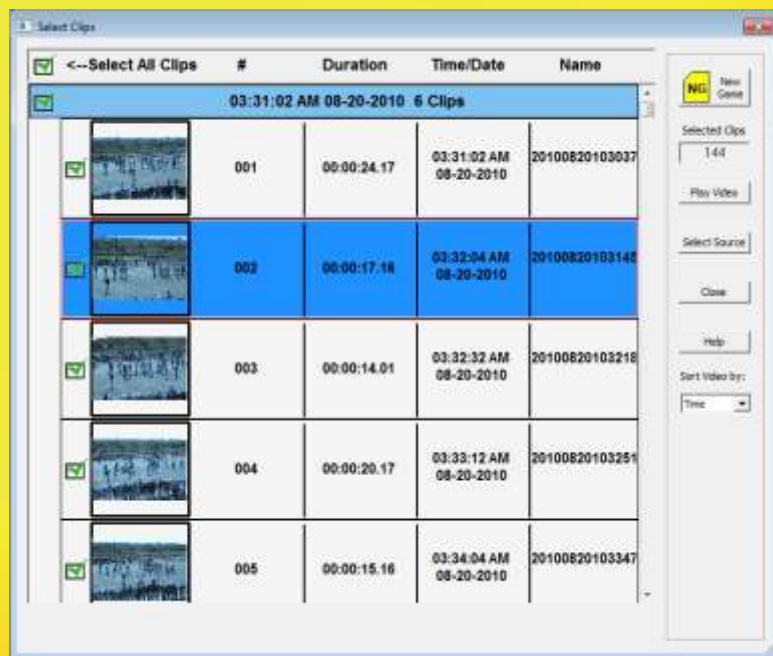 Select Clips
<--Select All Clips # Duration Time/Date Name
03:31:02 AM 08-20-2010 6 Clips
001 00:00:24.17 03:31:02 AM 08-20-2010 20100820103037
002 00:00:17.16 03:32:04 AM 08-20-2010 20100820103148
003 00:00:14.01 03:32:32 AM 08-20-2010 20100820103218
004 00:00:20.17 03:33:12 AM 08-20-2010 20100820103251
005 00:00:15.16 03:34:04 AM 08-20-2010 20100820103347
NG New Game
Selected Clips
144
Play Video
Select Source
Close
Help
Sort Video by:
Time